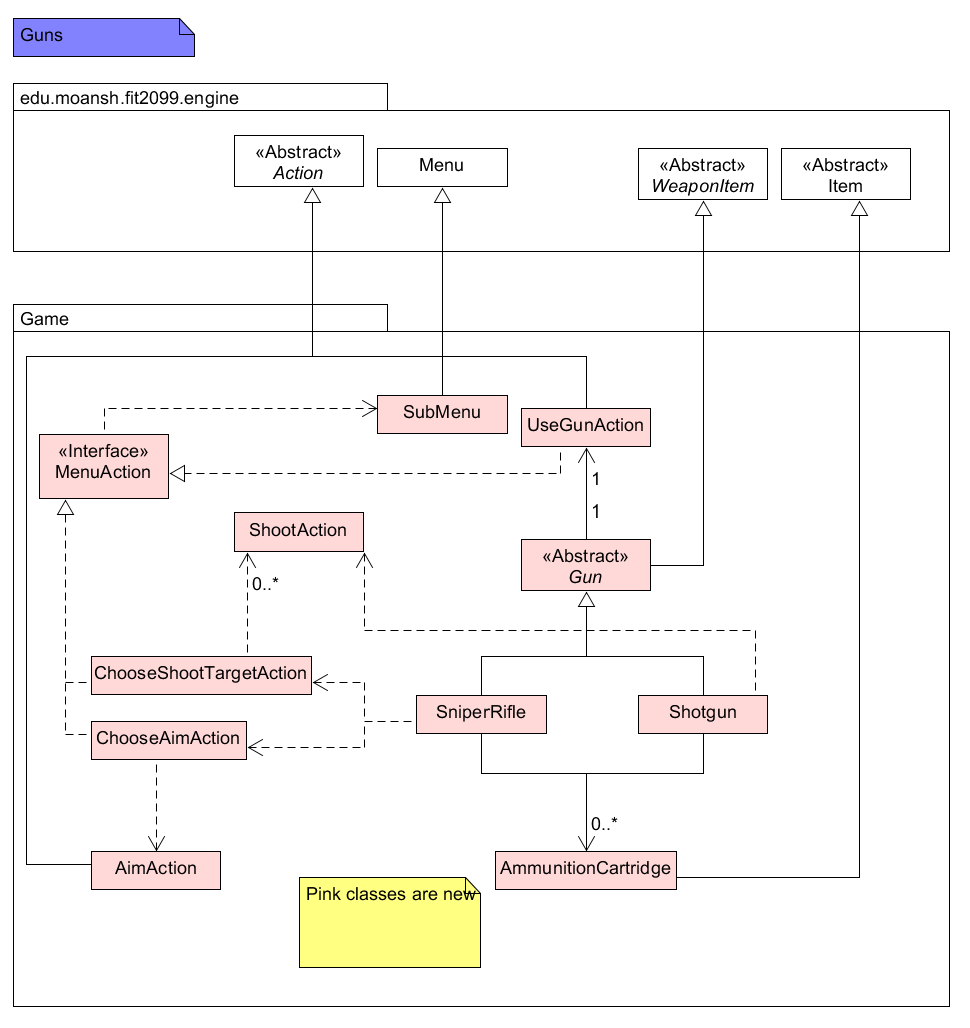 Guns
edu.moansh.fit2099.engine
«Abstract»
Action
Menu
«Abstract»
WeaponItem
«Abstract»
Item
Game
SubMenu
UseGunAction
«Interface»
MenuAction
1
1
ShootAction
«Abstract»
Gun
0..*
ChooseShootTargetAction
SniperRifle
Shotgun
ChooseAimAction
0..*
AimAction
AmmunitionCartridge
Pink classes are new